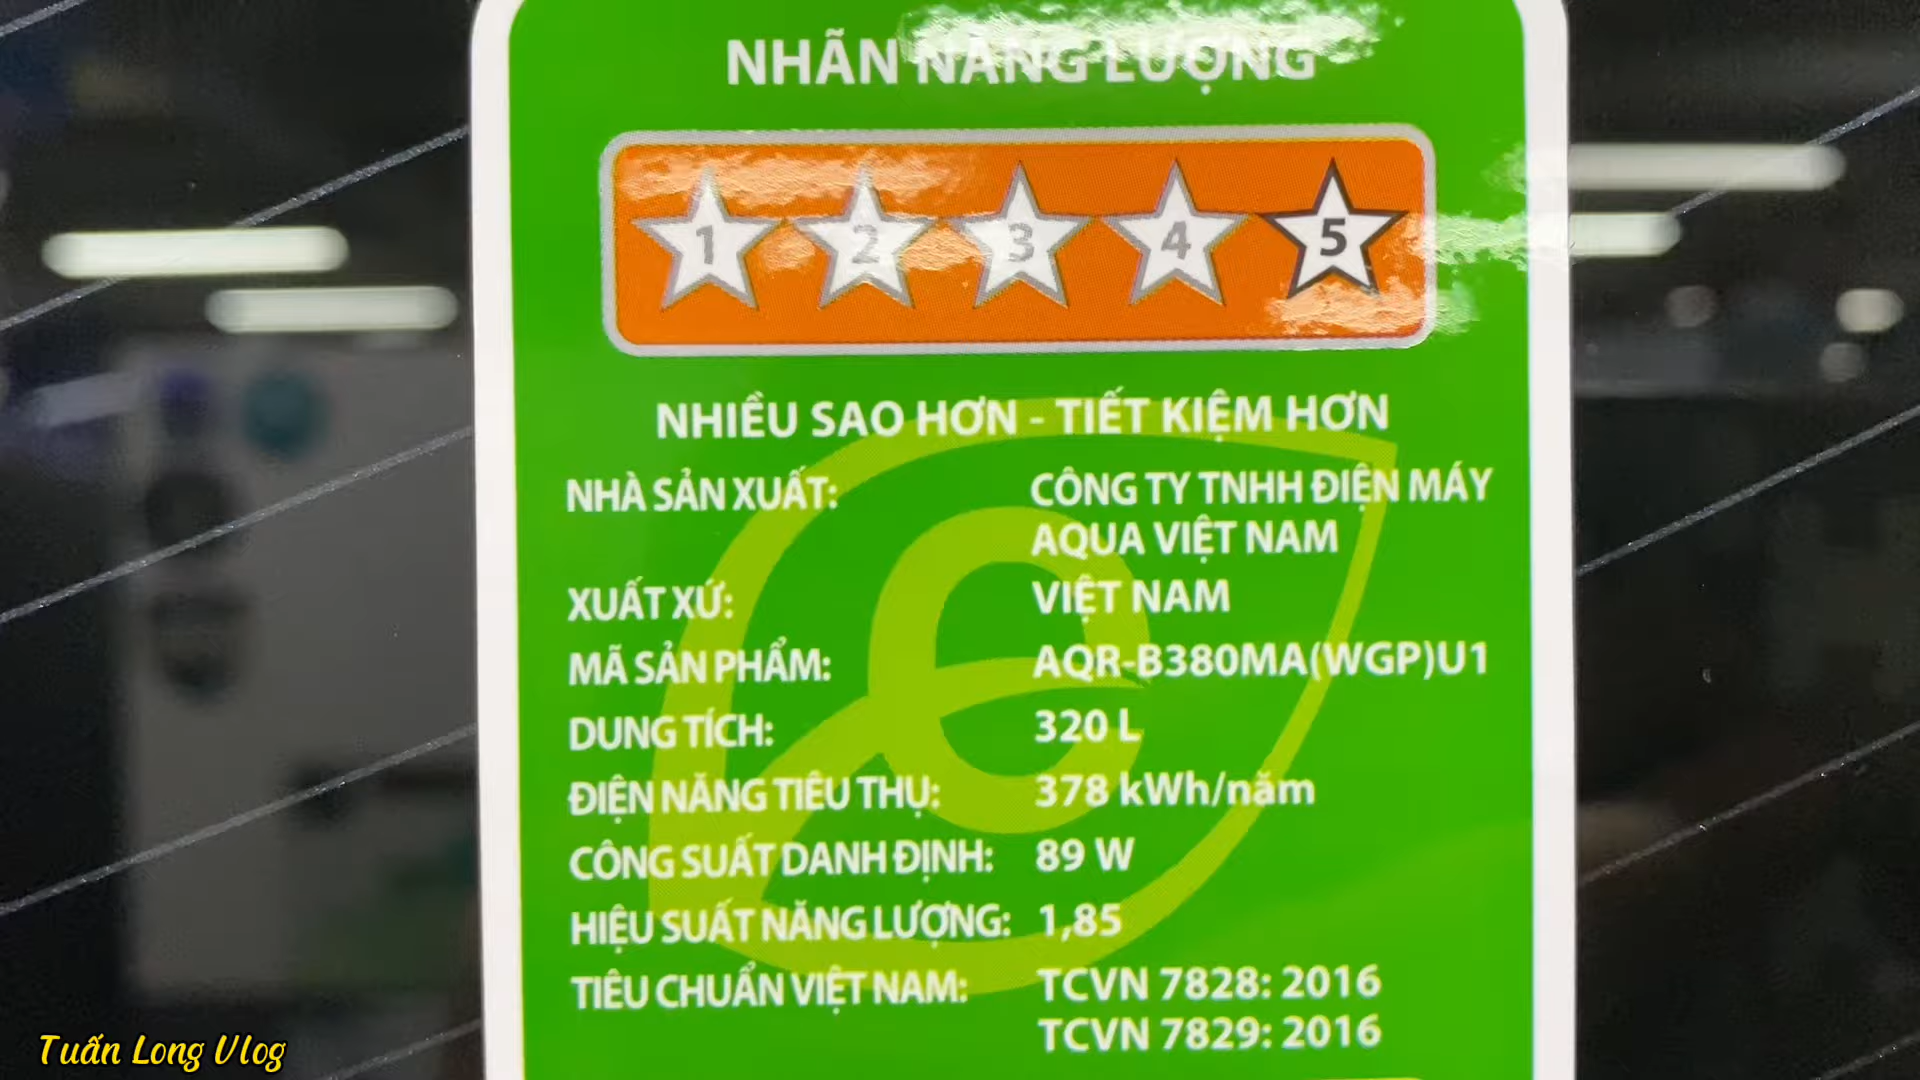 NHÃN NĂNG LƯỢNG
1 2 3 4 5
NHIỀU SAO HƠN - TIẾT KIỆM HƠN
NHÀ SẢN XUẤT: CÔNG TY TNHH ĐIỆN MÁY
AQUA VIỆT NAM
XUẤT XỨ: VIỆT NAM
MÃ SẢN PHẨM: AQR-B380MA(WGP)U1
DUNG TÍCH: 320 L
ĐIỆN NĂNG TIÊU THỤ: 378 kWh/năm
CÔNG SUẤT DANH ĐỊNH: 89 W
HIỆU SUẤT NĂNG LƯỢNG: 1,85
TIÊU CHUẨN VIỆT NAM: TCVN 7828: 2016
TCVN 7829: 2016
Tuấn Long Vlog